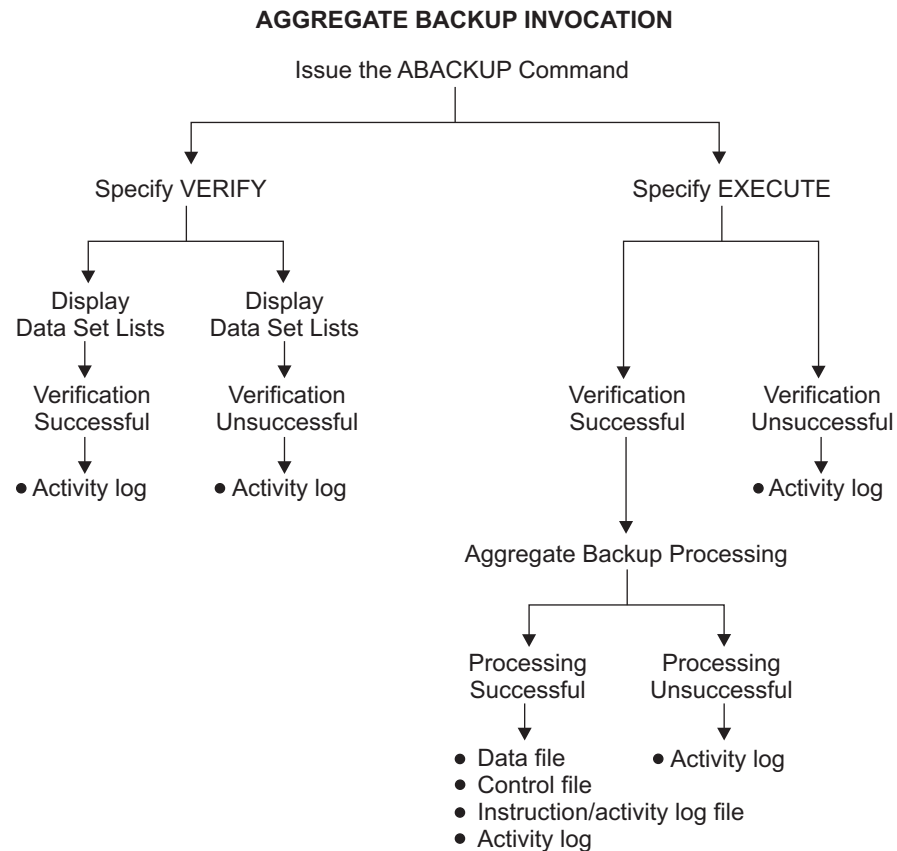 AGGREGATE BACKUP INVOCATION
Issue the ABACKUP Command
Specify VERIFY
Specify EXECUTE
Display
Data Set Lists
Display
Data Set Lists
Verification
Successful
Verification
Unsuccessful
Verification
Successful
Verification
Unsuccessful
• Activity log
• Activity log
• Activity log
Aggregate Backup Processing
Processing
Successful
Processing
Unsuccessful
• Data file
• Control file
• Instruction/activity log file
• Activity log
• Activity log